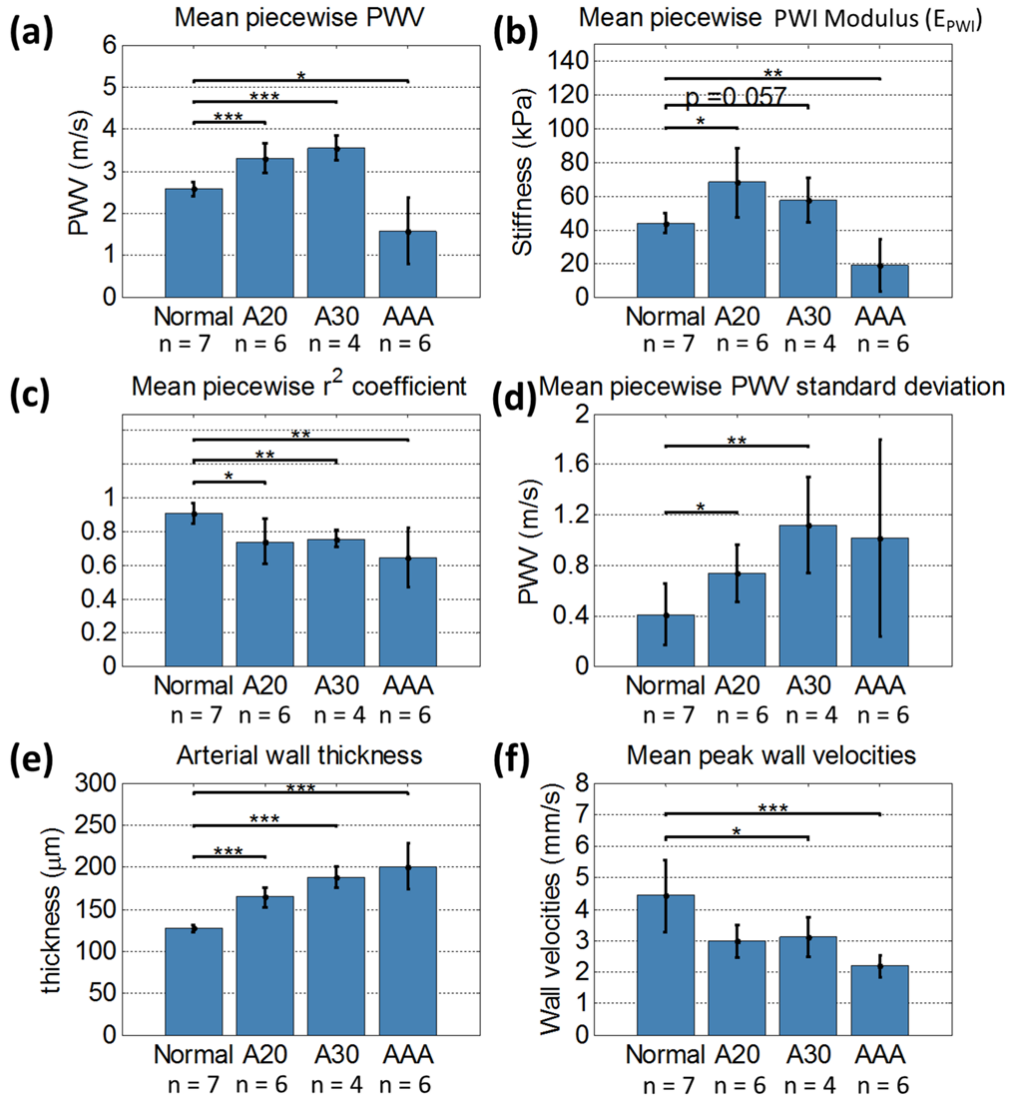 (a) Mean piecewise PWV
6
5
4
3
2
1
0
PWV (m/s)
*
***
***
Normal A20 A30 AAA
n = 7 n = 6 n = 4 n = 6
(b) Mean piecewise PWI Modulus (E_PWI)
140
120
100
80
60
40
20
0
Stiffness (kPa)
**
p =0.057
*
Normal A20 A30 AAA
n = 7 n = 6 n = 4 n = 6
(c) Mean piecewise r² coefficient
1
0.8
0.6
0.4
0.2
0
**
**
*
Normal A20 A30 AAA
n = 7 n = 6 n = 4 n = 6
(d) Mean piecewise PWV standard deviation
2
1.6
1.2
0.8
0.4
0
PWV (m/s)
**
*
Normal A20 A30 AAA
n = 7 n = 6 n = 4 n = 6
(e) Arterial wall thickness
300
250
200
150
100
50
0
thickness (μm)
***
***
***
Normal A20 A30 AAA
n = 7 n = 6 n = 4 n = 6
(f) Mean peak wall velocities
8
7
6
5
4
3
2
1
0
Wall velocities (mm/s)
***
*
Normal A20 A30 AAA
n = 7 n = 6 n = 4 n = 6